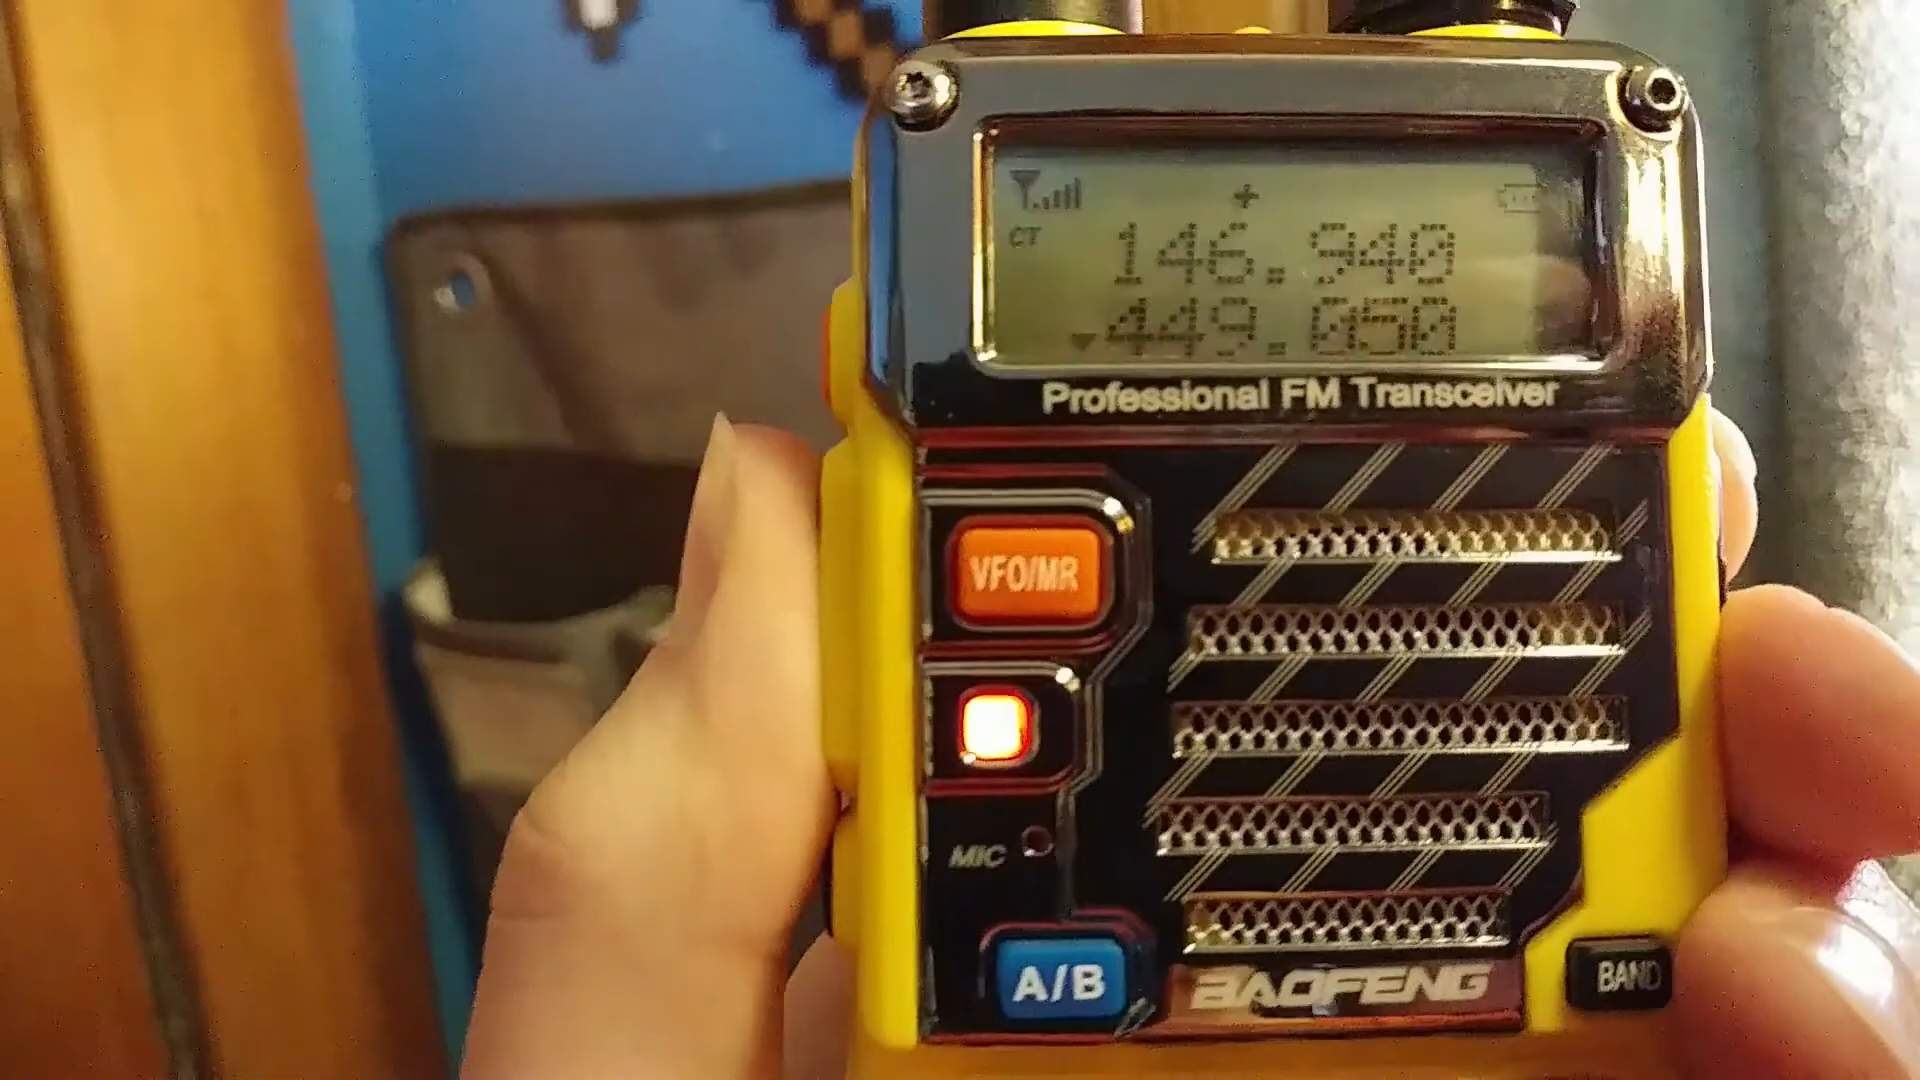 CT 146.940
449.050
Professional FM Transceiver
VFO/MR
MIC
A/B
BAOFENG
BAND